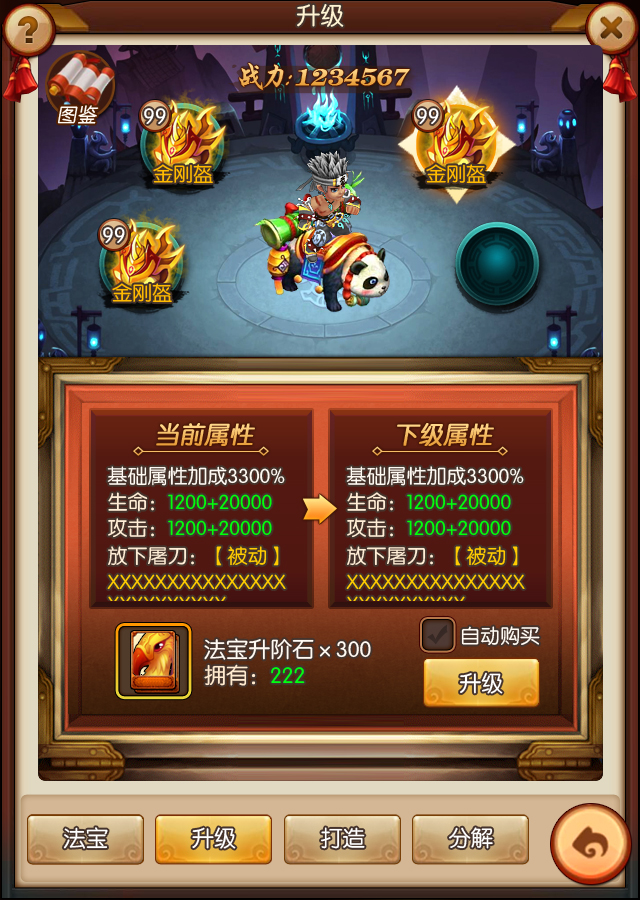 升级
?
图鉴
战力:1234567
99
金刚盔
99
金刚盔
99
金刚盔
当前属性
基础属性加成3300%
生命：1200+20000
攻击：1200+20000
放下屠刀：【被动】
XXXXXXXXXXXXXXX
下级属性
基础属性加成3300%
生命：1200+20000
攻击：1200+20000
放下屠刀：【被动】
XXXXXXXXXXXXXXX
法宝升阶石×300
拥有：222
自动购买
升级
法宝
升级
打造
分解